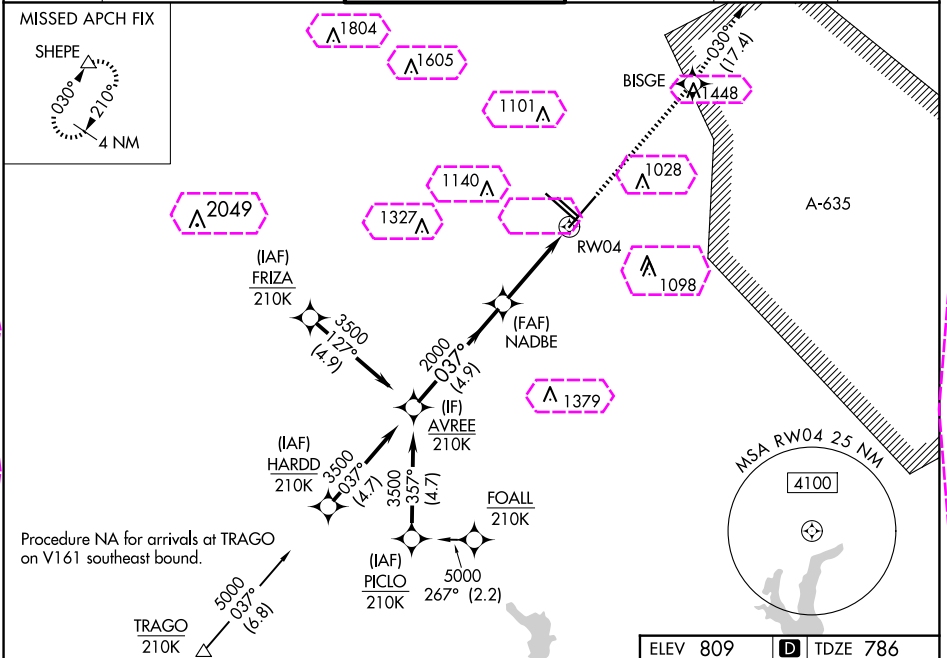 MISSED APCH FIX
SHEPE
030°
210°
4 NM
1804
1605
1101
030°
(17.4)
BISGE
1448
1140
1028
2049
1327
A-635
RW04
1098
(IAF)
FRIZA
210K
3500
127°
(4.9)
(FAF)
NADBE
2000
037°
(4.9)
1379
(IF)
AVREE
210K
(IAF)
HARDD
210K
3500
037°
(4.7)
3500
357°
(4.7)
MSA RW04 25 NM
4100
FOALL
210K
Procedure NA for arrivals at TRAGO
on V161 southeast bound.
(IAF)
PICLO
210K
5000
267° (2.2)
5000
037°
(6.8)
TRAGO
210K
ELEV 809 D TDZE 786